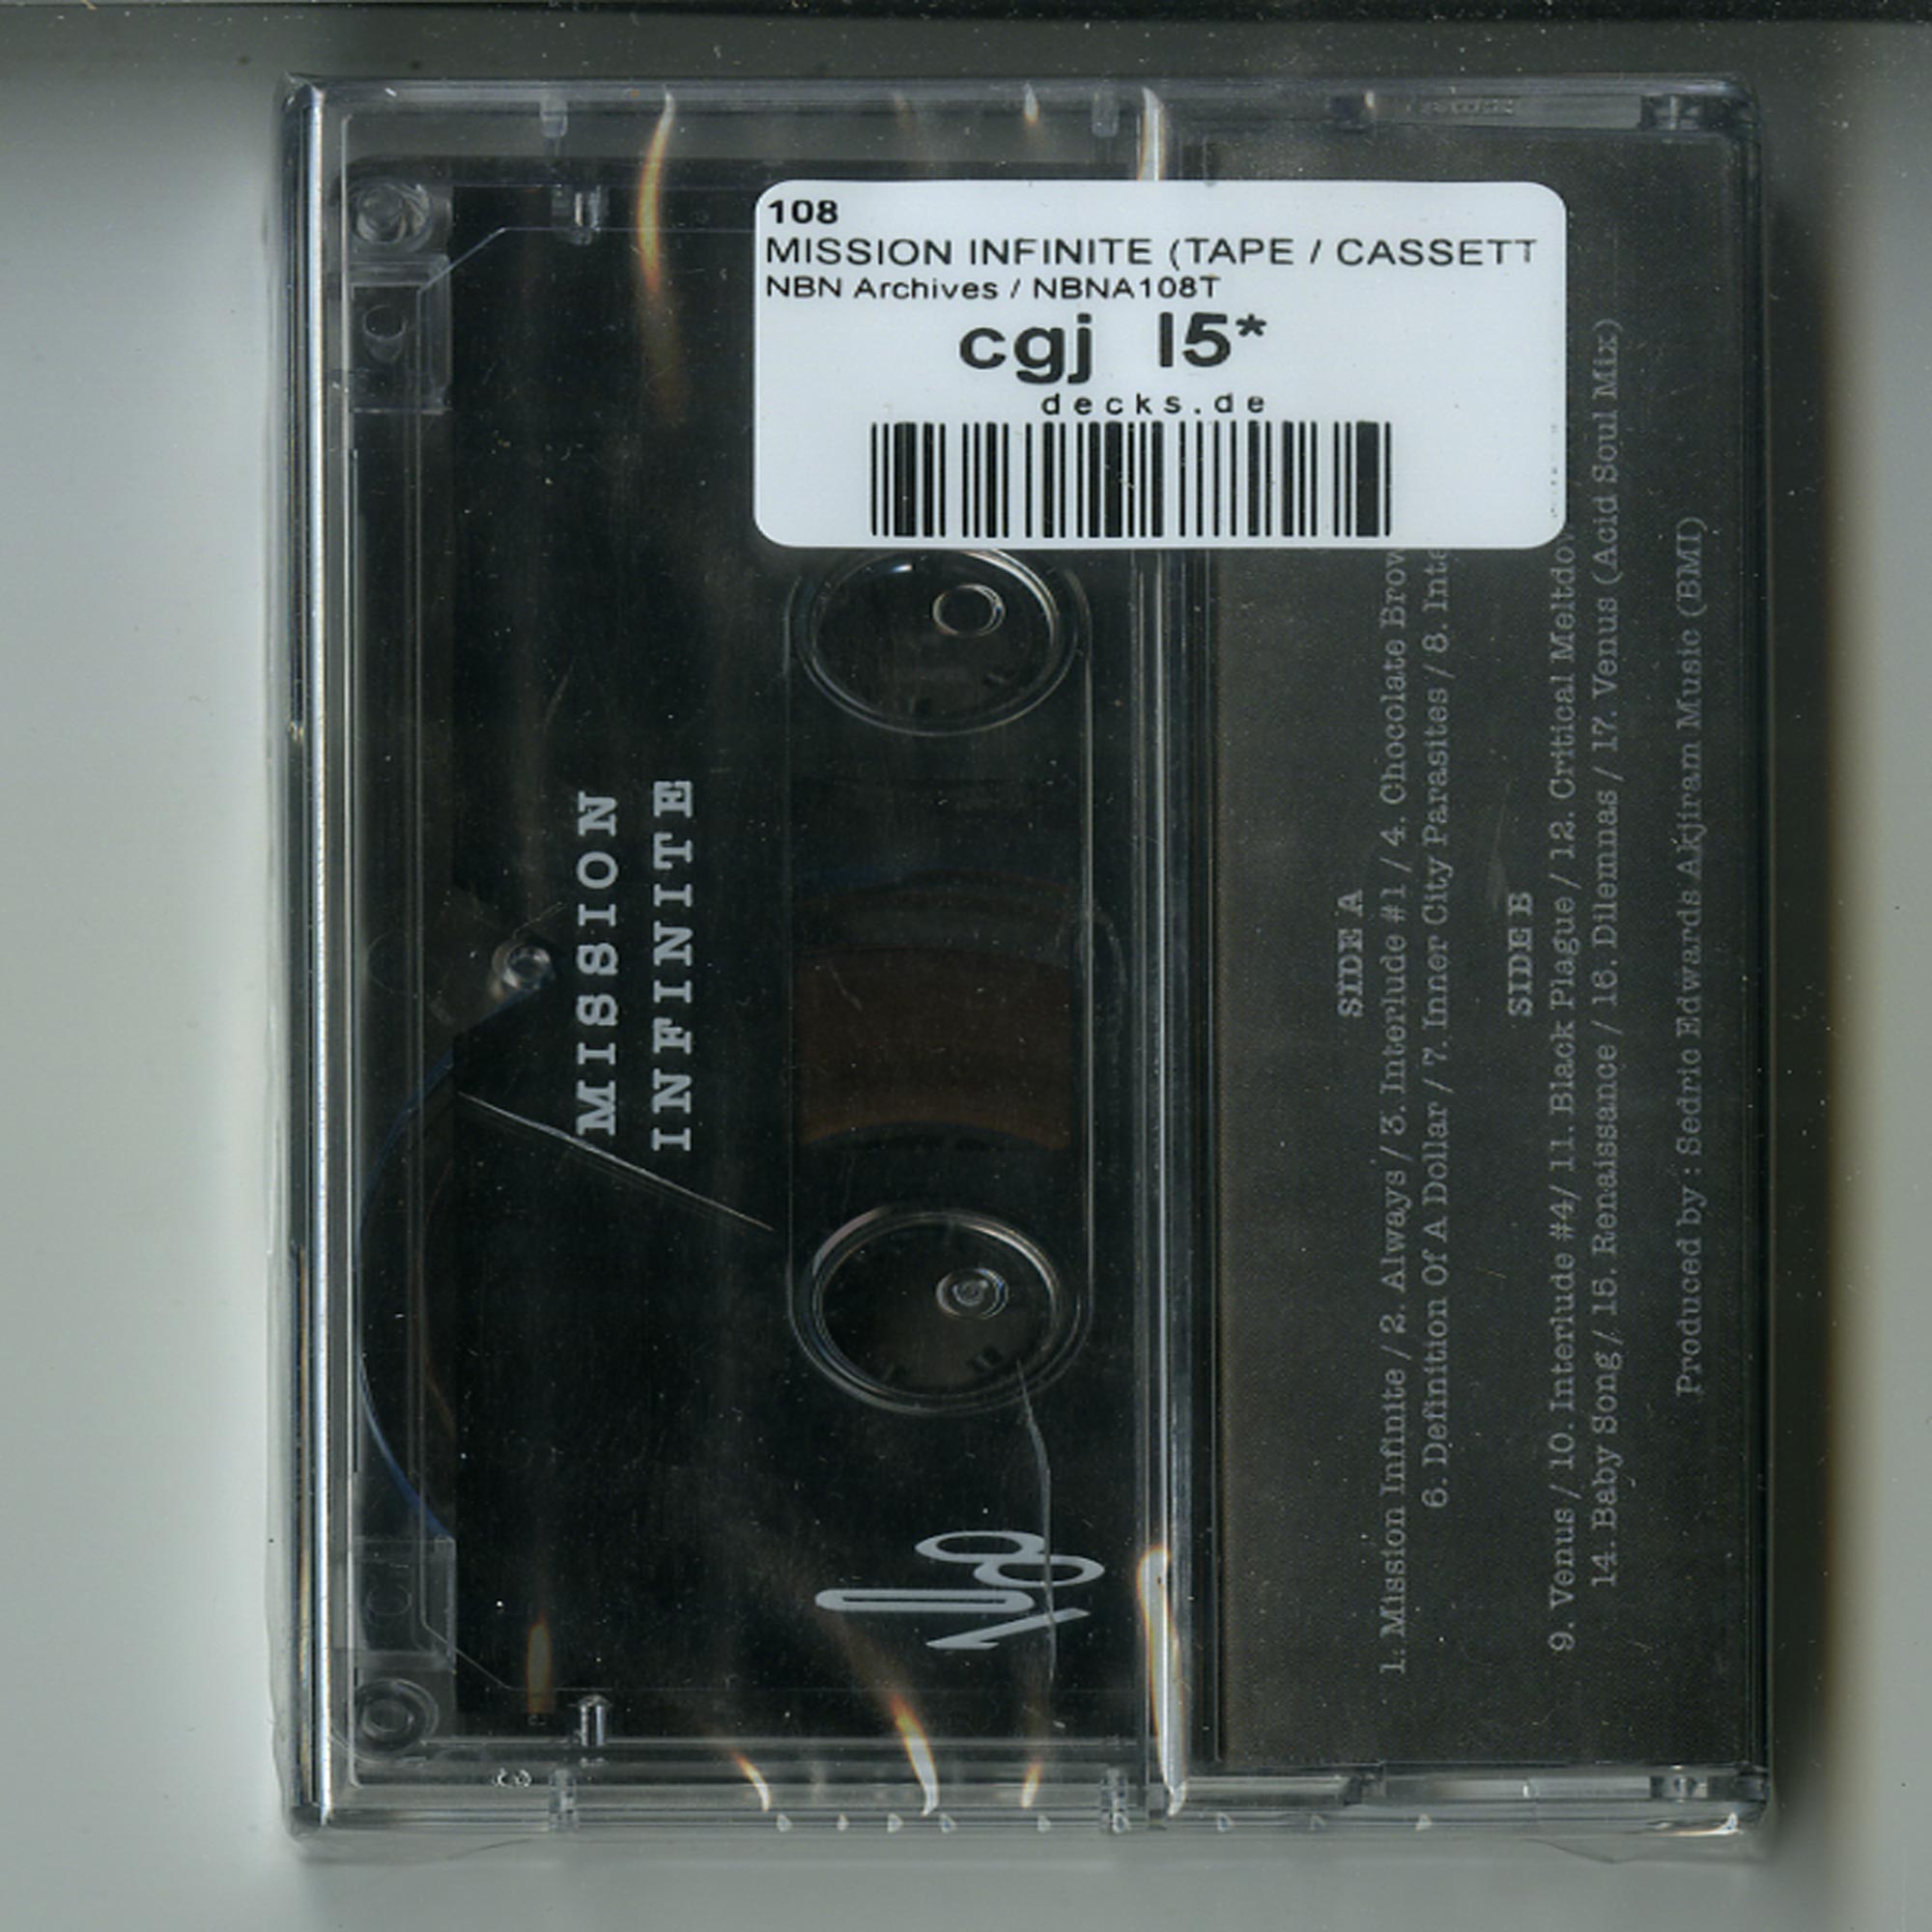 108
MISSION INFINITE (TAPE / CASSETT
NBN Archives / NBNA108T
cgj l5*
decks.de
MISSION
INFINITE
108
SIDE A
1. Mission Infinite / 2. Always / 3. Interlude #1 / 4. Chocolate Brow
6. Definition Of A Dollar / 7. Inner City Parasites / 8. Inte
SIDE B
9. Venus / 10. Interlude #4/ 11. Black Plague / 12. Critical Meltdow
14. Baby Song /. 15. Renaissance / 16. Dilemnas / 17. Venus (Acid Soul Mix)
Produced by : Sedric Edwards Akjiram Music (BMI)